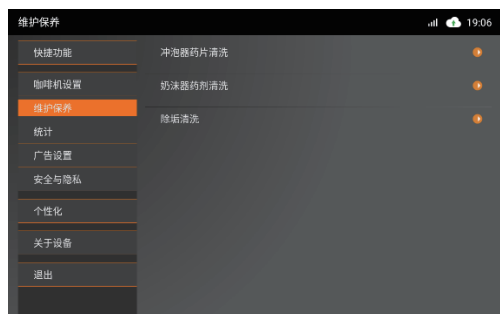 维护保养
19:06
快捷功能
咖啡机设置
维护保养
统计
广告设置
安全与隐私
个性化
关于设备
退出
冲泡器药片清洗
奶沫器药剂清洗
除垢清洗